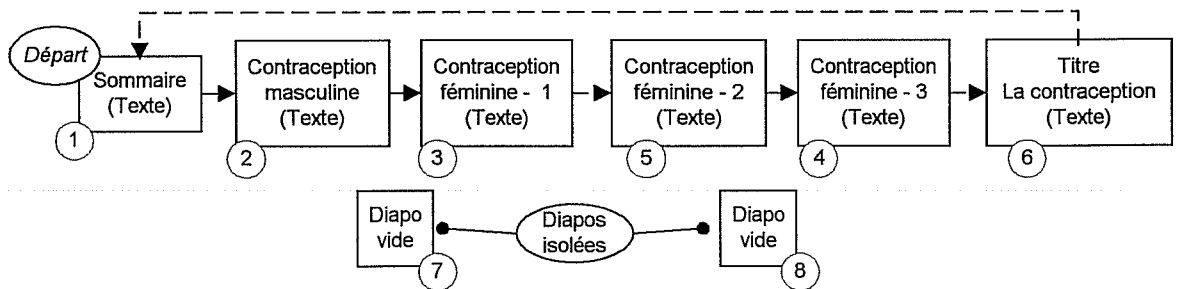 Départ
Sommaire
(Texte)
1
Contraception
masculine
(Texte)
2
Contraception
féminine - 1
(Texte)
3
Contraception
féminine - 2
(Texte)
5
Contraception
féminine - 3
(Texte)
4
Titre
La contraception
(Texte)
6
Diapo
vide
7
Diapos
isolées
Diapo
vide
8